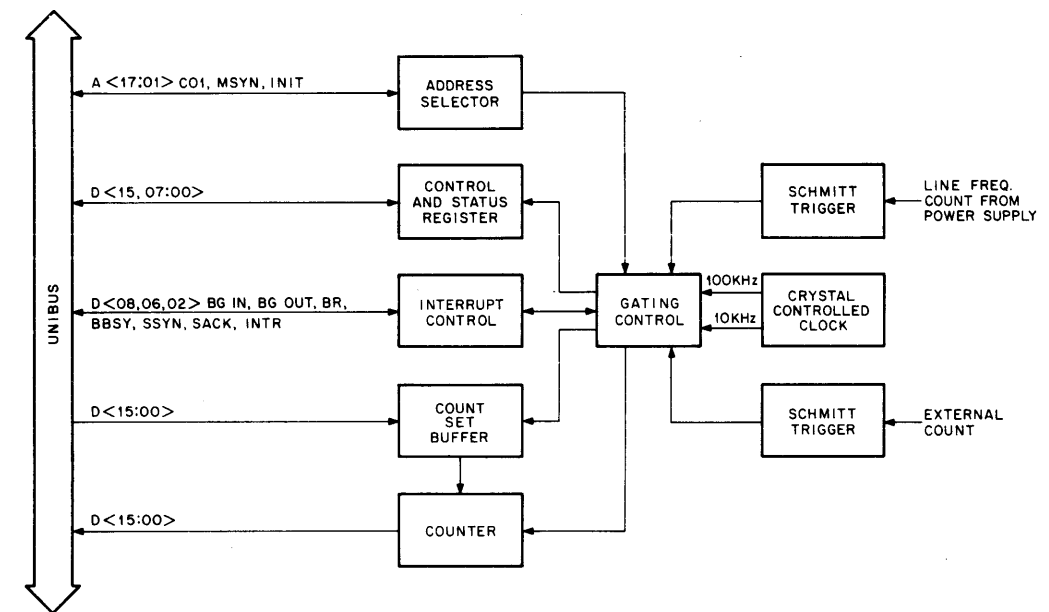 UNIBUS
A <17:01> CO1, MSYN, INIT
ADDRESS
SELECTOR
D <15, 07:00>
CONTROL
AND STATUS
REGISTER
SCHMITT
TRIGGER
LINE FREQ.
COUNT FROM
POWER SUPPLY
D<08,06,02> BG IN, BG OUT, BR,
BBSY, SSYN, SACK, INTR
INTERRUPT
CONTROL
GATING
CONTROL
100KHz
10KHz
CRYSTAL
CONTROLLED
CLOCK
D<15:00>
COUNT
SET
BUFFER
SCHMITT
TRIGGER
EXTERNAL
COUNT
D<15:00>
COUNTER